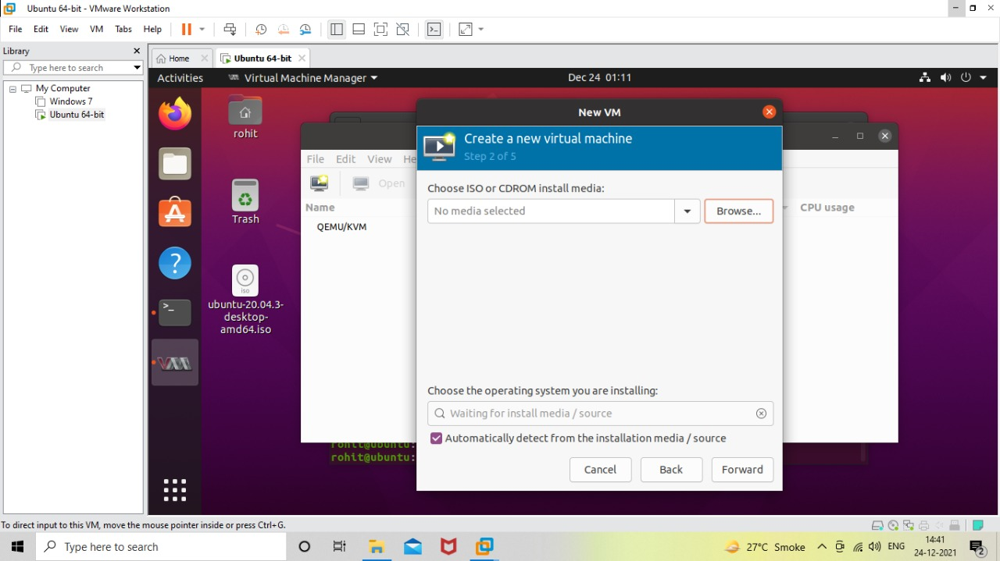 Ubuntu 64-bit - VMware Workstation
File Edit View VM Tabs Help
Library
Type here to search
My Computer
Windows 7
Ubuntu 64-bit
Home
Ubuntu 64-bit
Activities
Virtual Machine Manager
Dec 24 01:11
rohit
Trash
iso
ubuntu-20.04.3-
desktop-
amd64.iso
File Edit View He
Open
Name
CPU usage
QEMU/KVM
New VM
Create a new virtual machine
Step 2 of 5
Choose ISO or CDROM install media:
No media selected
Browse...
Choose the operating system you are installing:
Waiting for install media / source
Automatically detect from the installation media / source
Cancel
Back
Forward
rohit@ubuntu:
rohit@ubuntu:
To direct input to this VM, move the mouse pointer inside or press Ctrl+G.
Type here to search
27°C Smoke
ENG
14:41
24-12-2021
2